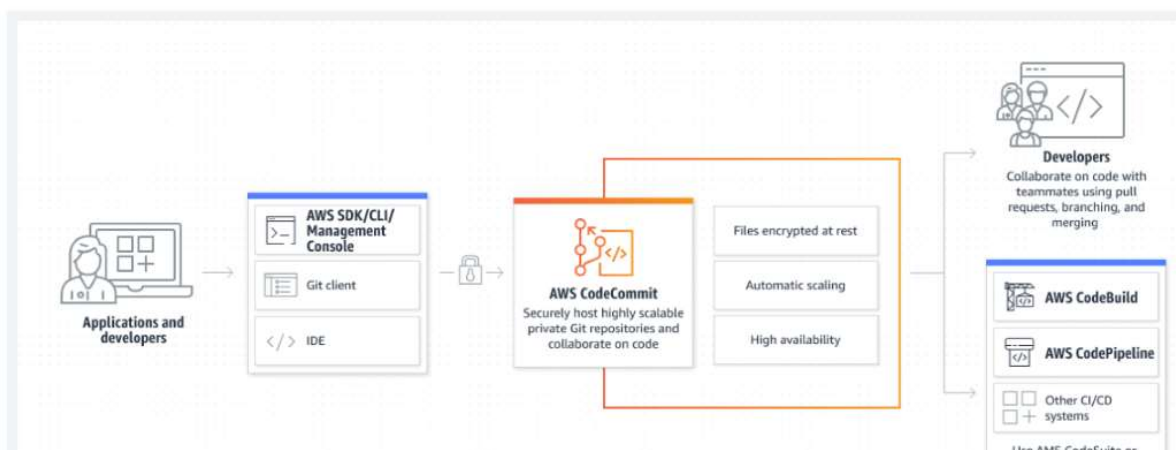 Applications and
developers
AWS SDK/CLI/
Management
Console
Git client
</> IDE
AWS CodeCommit
Securely host highly scalable
private Git repositories and
collaborate on code
Files encrypted at rest
Automatic scaling
High availability
Developers
Collaborate on code with
teammates using pull
requests, branching, and
merging
AWS CodeBuild
AWS CodePipeline
Other CI/CD
systems